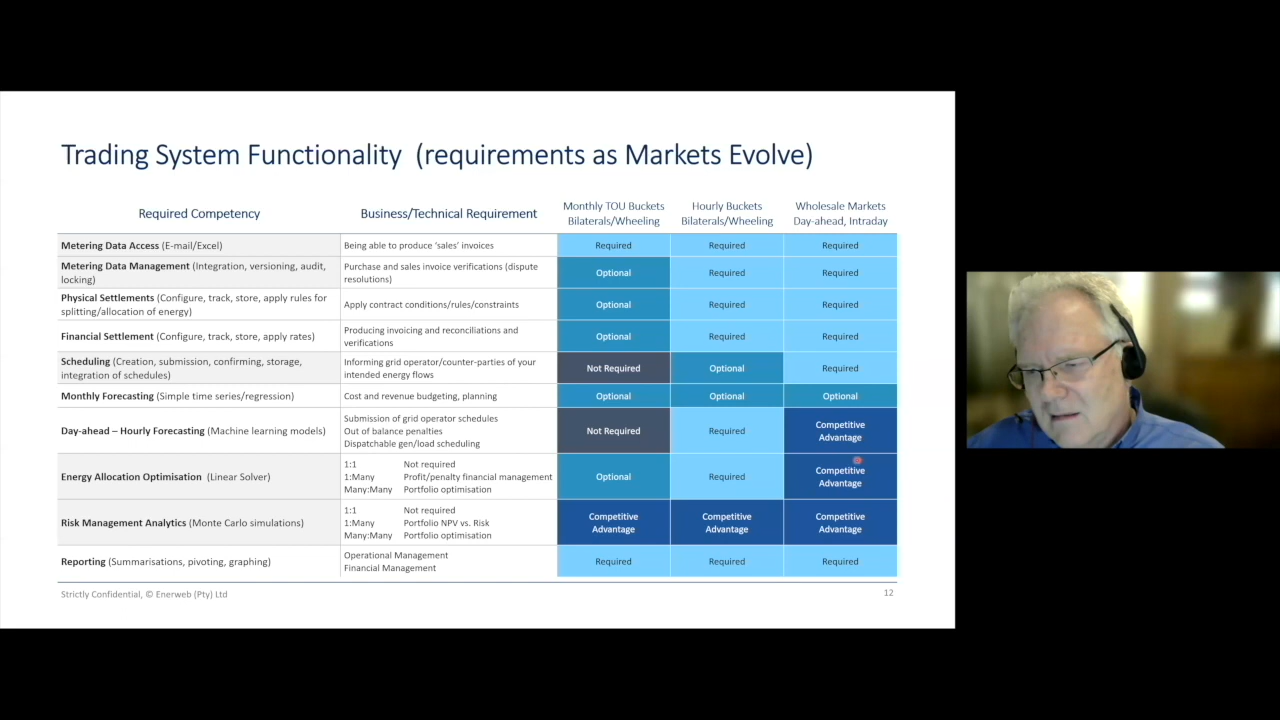 Trading System Functionality (requirements as Markets Evolve)
Required Competency
Business/Technical Requirement
Monthly TOU Buckets
Bilaterals/Wheeling
Hourly Buckets
Bilaterals/Wheeling
Wholesale Markets
Day-ahead, Intraday
Metering Data Access (E-mail/Excel)
Being able to produce ‘sales’ invoices
Required
Required
Required
Metering Data Management (Integration, versioning, audit,
locking)
Purchase and sales invoice verifications (dispute
resolutions)
Optional
Required
Required
Physical Settlements (Configure, track, store, apply rules for
splitting/allocation of energy)
Apply contract conditions/rules/constraints
Optional
Required
Required
Financial Settlement (Configure, track, store, apply rates)
Producing invoicing and reconciliations and
verifications
Optional
Required
Required
Scheduling (Creation, submission, confirming, storage,
integration of schedules)
Informing grid operator/counter-parties of your
intended energy flows
Not Required
Optional
Required
Monthly Forecasting (Simple time series/regression)
Cost and revenue budgeting, planning
Optional
Optional
Optional
Day-ahead – Hourly Forecasting (Machine learning models)
Submission of grid operator schedules
Out of balance penalties
Dispatchable gen/load scheduling
Not Required
Required
Competitive
Advantage
Energy Allocation Optimisation (Linear Solver)
1:1 Not required
1:Many Profit/penalty financial management
Many:Many Portfolio optimisation
Optional
Required
Competitive
Advantage
Risk Management Analytics (Monte Carlo simulations)
1:1 Not required
1:Many Portfolio NPV vs. Risk
Many:Many Portfolio optimisation
Competitive
Advantage
Competitive
Advantage
Competitive
Advantage
Reporting (Summarisations, pivoting, graphing)
Operational Management
Financial Management
Required
Required
Required
Strictly Confidential, © Enerweb (Pty) Ltd
12